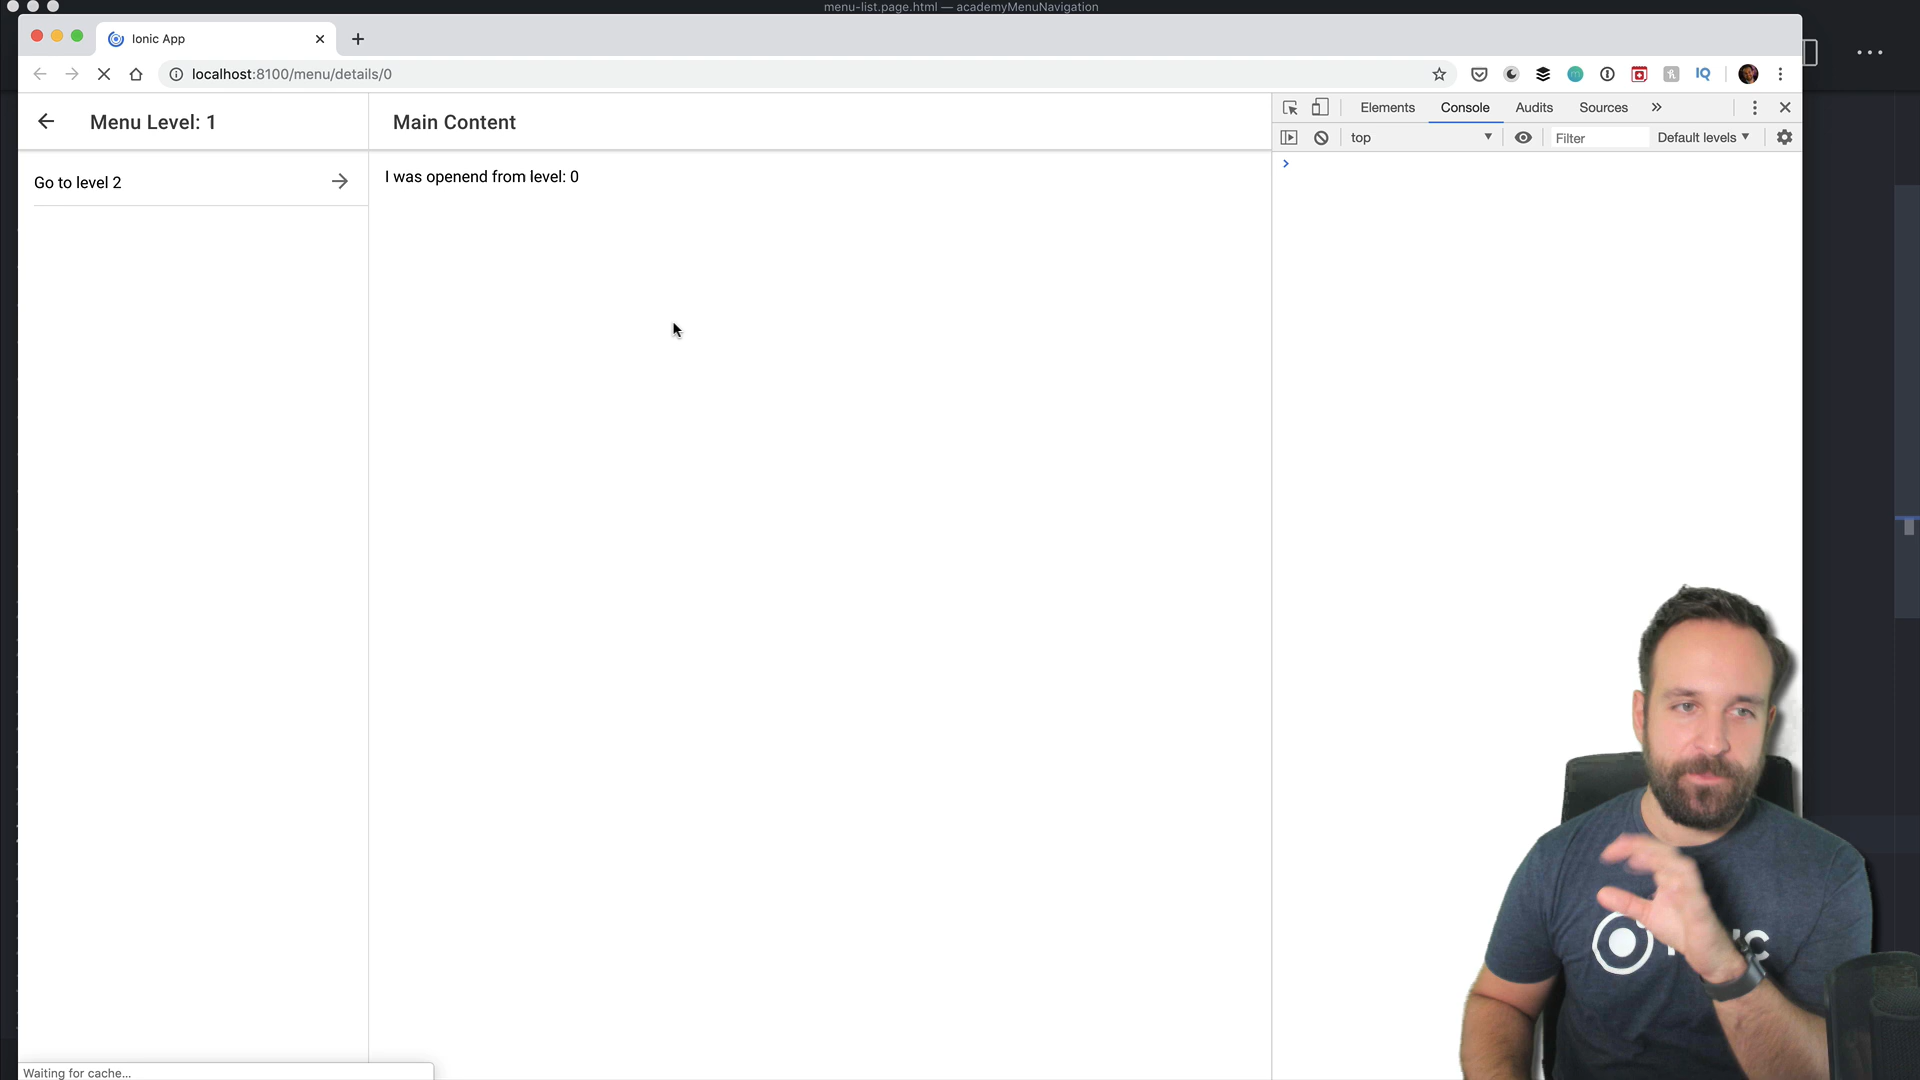 menu-list.page.html — academyMenuNavigation
Ionic App
localhost:8100/menu/details/0
IQ
Menu Level: 1
Main Content
Go to level 2
I was openend from level: 0
Elements
Console
Audits
Sources
top
Filter
Default levels
Waiting for cache...